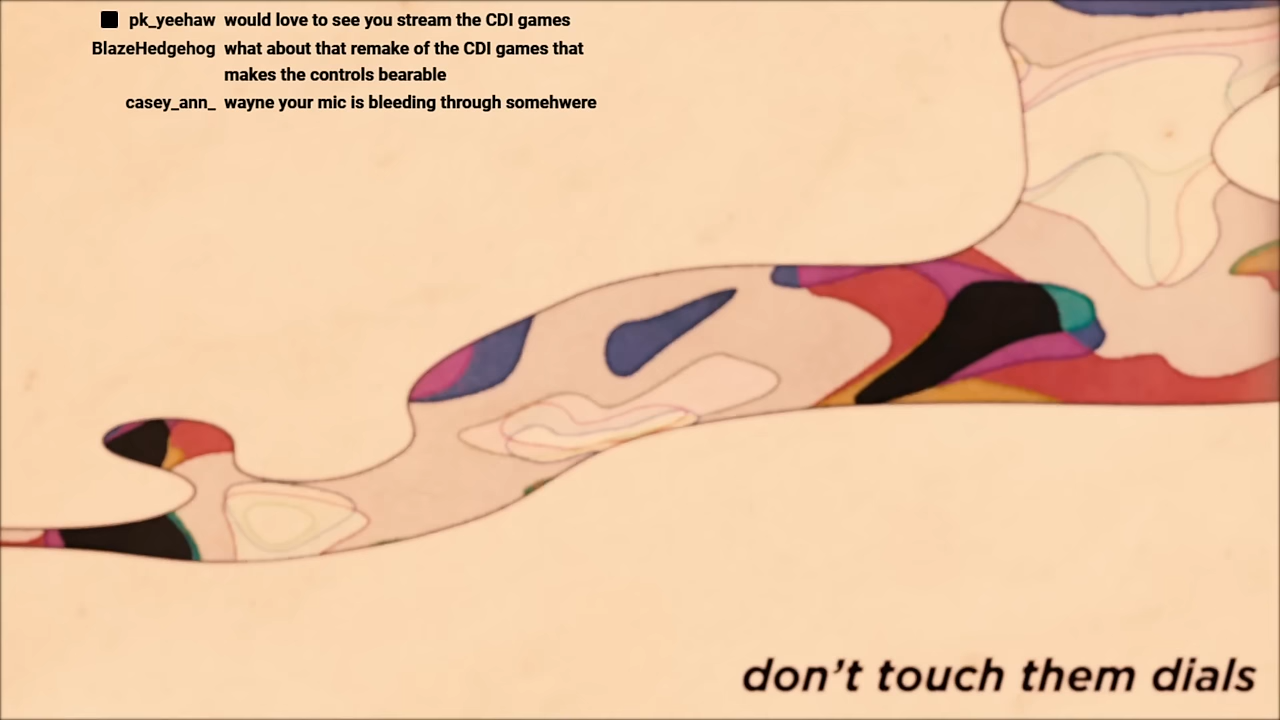 pk_yeehaw would love to see you stream the CDI games
BlazeHedgehog what about that remake of the CDI games that
makes the controls bearable
casey_ann_ wayne your mic is bleeding through somehwere
don't touch them dials